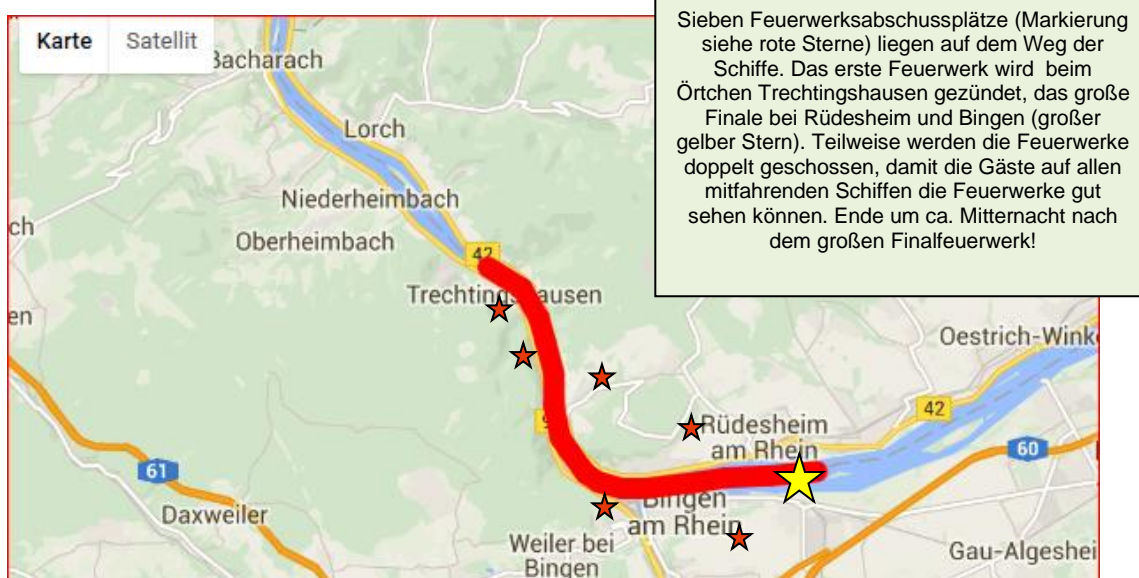 Karte Satellit
Sieben Feuerwerksabschussplätze (Markierung
siehe rote Sterne) liegen auf dem Weg der
Schiffe. Das erste Feuerwerk wird beim
Örtchen Trechtingshausen gezündet, das große
Finale bei Rüdesheim und Bingen (großer
gelber Stern). Teilweise werden die Feuerwerke
doppelt geschossen, damit die Gäste auf allen
mitfahrenden Schiffen die Feuerwerke gut
sehen können. Ende um ca. Mitternacht nach
dem großen Finalfeuerwerk!
Bacharach
Lorch
Niederheimbach
ch
Oberheimbach
42
Trechtingshausen
en
Oestrich-Wink
42
9
Rüdesheim
am Rhein
60
61
Bingen
am Rhein
Daxweiler
Weiler bei
Bingen
Gau-Algeshei